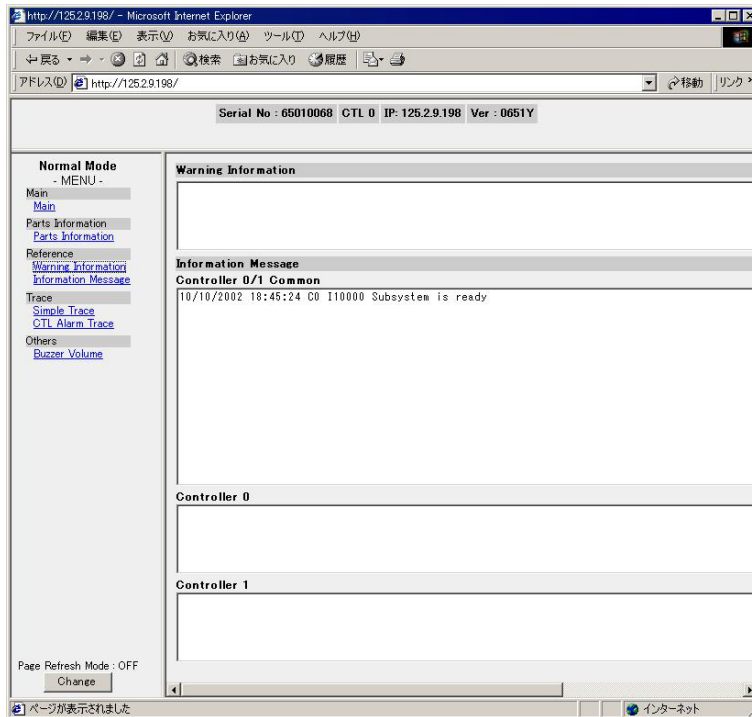 http://125.2.9.198/ - Microsoft Internet Explorer
ファイル(F) 編集(E) 表示(V) お気に入り(A) ツール(T) ヘルプ(H)
戻る 検索 お気に入り 履歴
アドレス(D) http://125.2.9.198/ 移動 リンク »
Serial No : 65010068 CTL 0 IP: 125.2.9.198 Ver : 0651Y
Normal Mode
- MENU -
Main
Main
Parts Information
Parts Information
Reference
Warning Information
Information Message
Trace
Simple Trace
CTL Alarm Trace
Others
Buzzer Volume
Page Refresh Mode : OFF
Change
Warning Information
Information Message
Controller 0/1 Common
10/10/2002 18:45:24 C0 I10000 Subsystem is ready
Controller 0
Controller 1
ページが表示されました インターネット